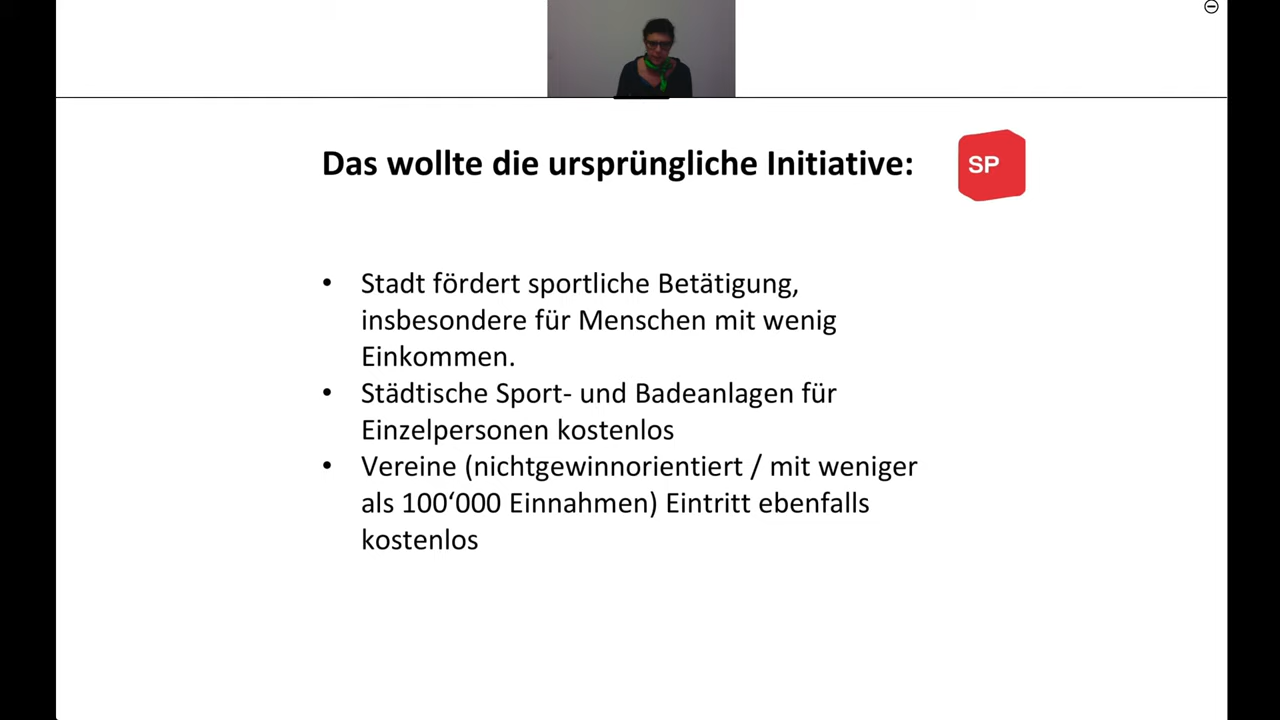 Das wollte die ursprüngliche Initiative:
SP
• Stadt fördert sportliche Betätigung,
insbesondere für Menschen mit wenig
Einkommen.
• Städtische Sport- und Badeanlagen für
Einzelpersonen kostenlos
• Vereine (nichtgewinnorientiert / mit weniger
als 100‘000 Einnahmen) Eintritt ebenfalls
kostenlos